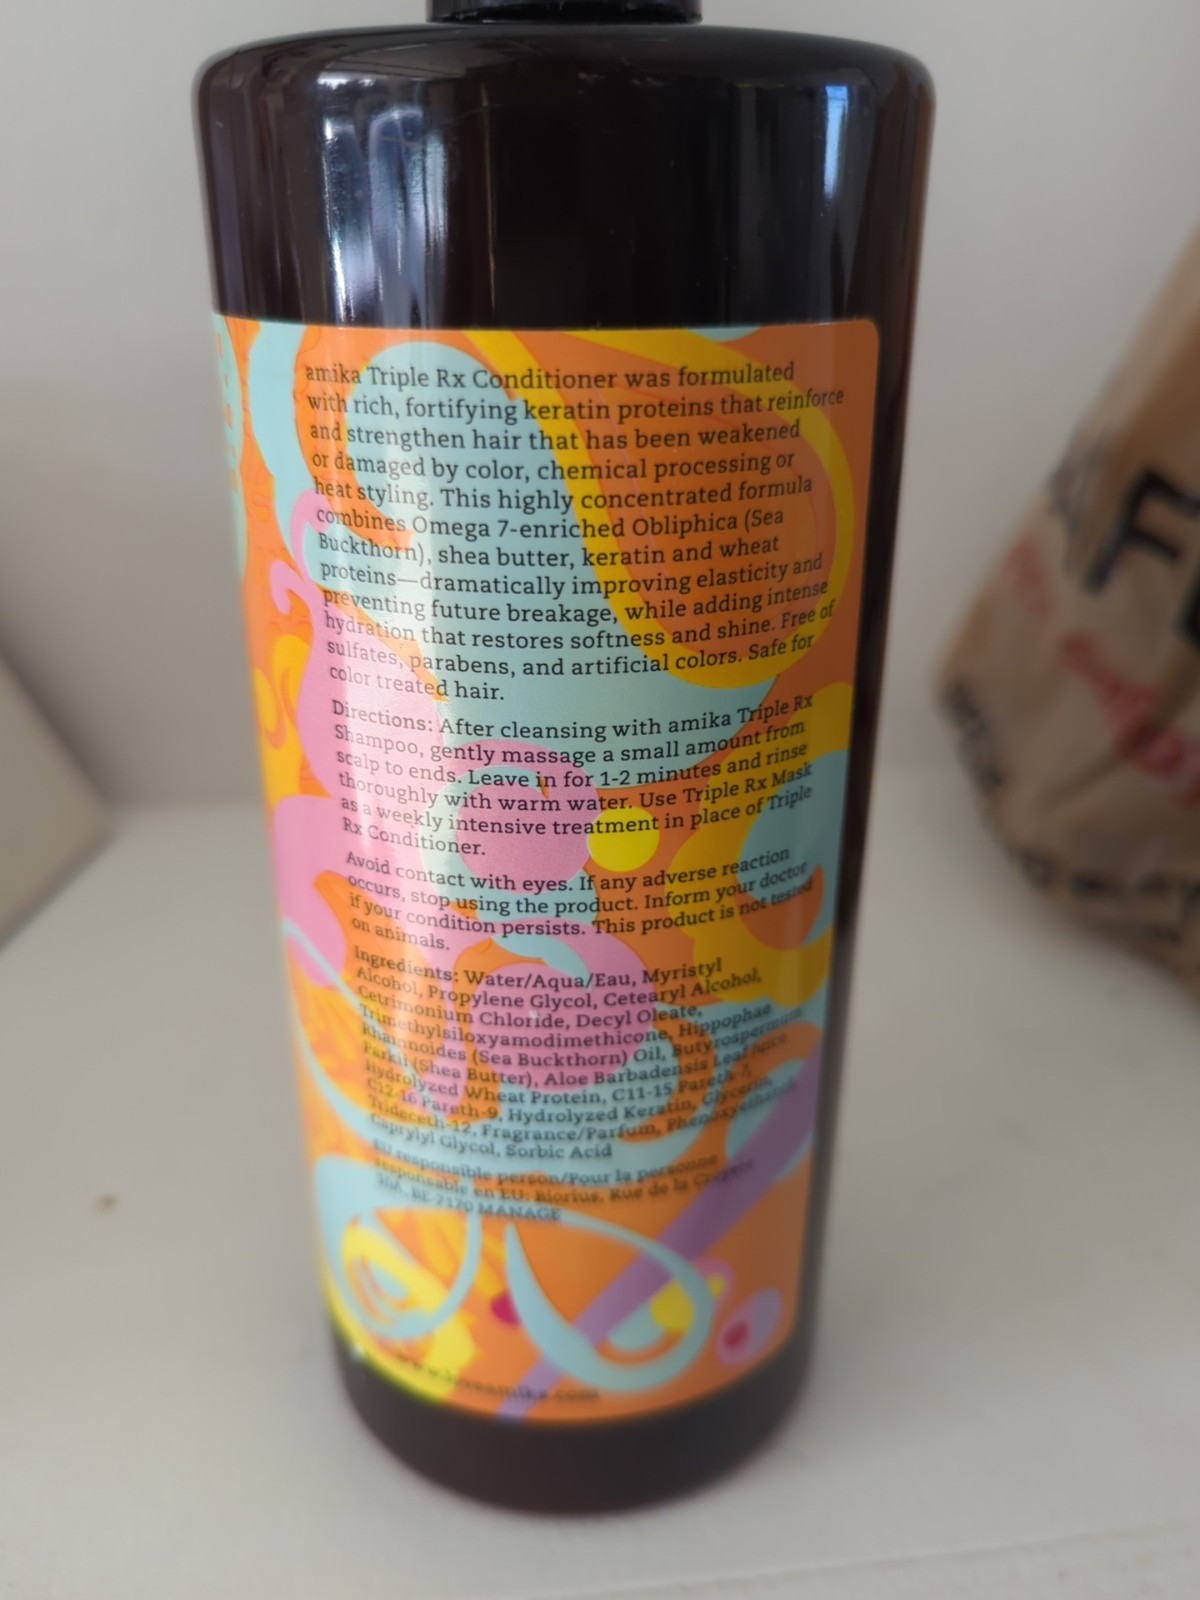 amika Triple Rx Conditioner was formulated
with rich, fortifying keratin proteins that reinforce
and strengthen hair that has been weakened
or damaged by color, chemical processing or
heat styling. This highly concentrated formula
combines Omega 7-enriched Obliphica (Sea
Buckthorn), shea butter, keratin and wheat
proteins—dramatically improving elasticity and
preventing future breakage, while adding intense
hydration that restores softness and shine. Free of
sulfates, parabens, and artificial colors. Safe for
color treated hair.
Directions: After cleansing with amika Triple Rx
Shampoo, gently massage a small amount from
scalp to ends. Leave in for 1-2 minutes and rinse
thoroughly with warm water. Use Triple Rx Mask
as a weekly intensive treatment in place of Triple
Rx Conditioner.
Avoid contact with eyes. If any adverse reaction
occurs, stop using the product. Inform your doctor
if your condition persists. This product is not tested
on animals.
Ingredients: Water/Aqua/Eau, Myristyl
Alcohol, Propylene Glycol, Cetearyl Alcohol,
Cetrimonium Chloride, Decyl Oleate,
Trimethylsiloxyamodimethicone, Hippophae
Rhamnoides (Sea Buckthorn) Oil, Butyrospermum
Parkii (Shea Butter), Aloe Barbadensis Leaf Juice
Hydrolyzed Wheat Protein, C11-15 Pareth-7,
C12-16 Pareth-9, Hydrolyzed Keratin, Glycerin,
Trideceth-12, Fragrance/Parfum, Phenoxyethanol,
Caprylyl Glycol, Sorbic Acid
EU responsible person/Pour la personne
responsable en EU: Biorius, Rue de la
BE-7170 MANAGE
www.loveamika.com